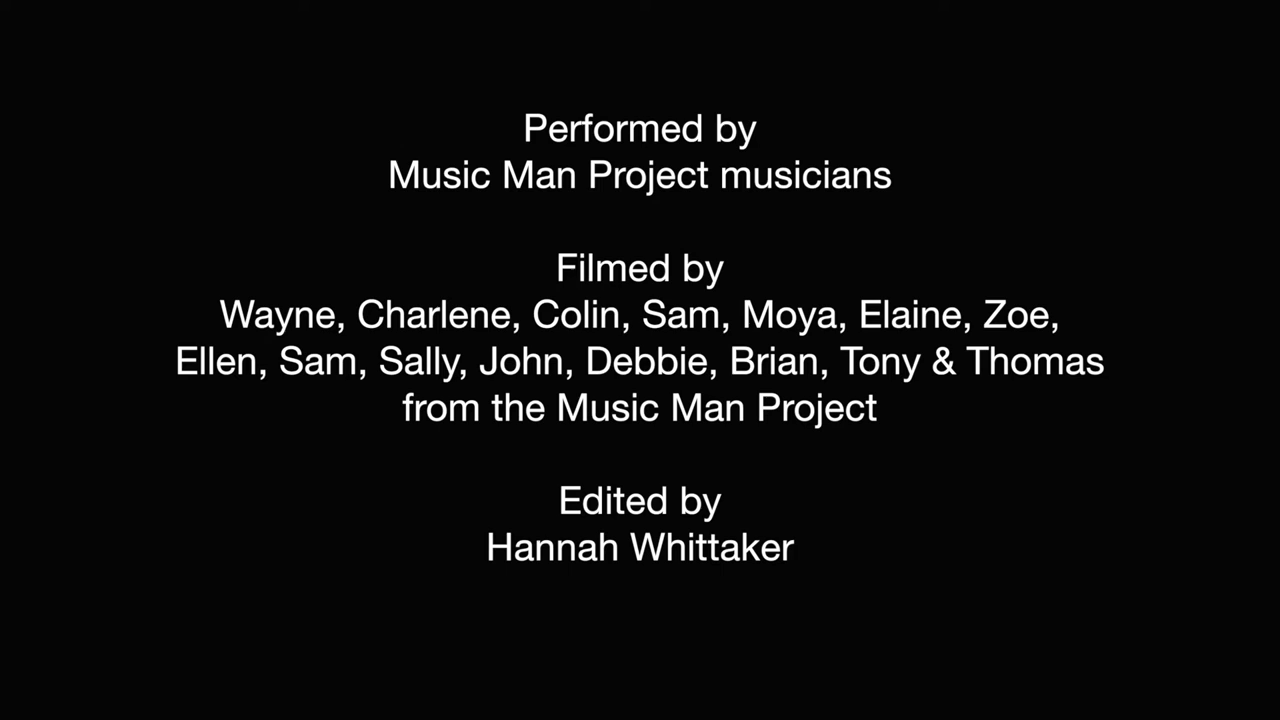 Performed by
Music Man Project musicians
Filmed by
Wayne, Charlene, Colin, Sam, Moya, Elaine, Zoe,
Ellen, Sam, Sally, John, Debbie, Brian, Tony & Thomas
from the Music Man Project
Edited by
Hannah Whittaker